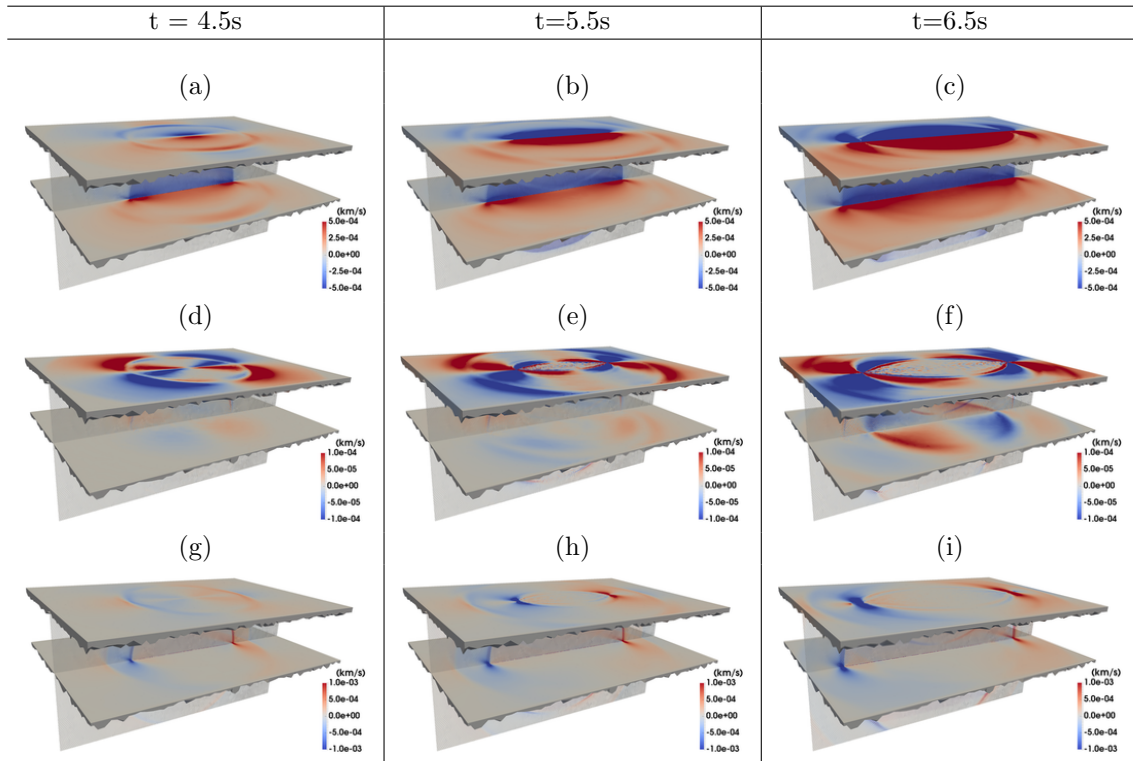 t = 4.5s t=5.5s t=6.5s
(a) (b) (c)
(km/s) (km/s) (km/s)
5.0e-04 5.0e-04 5.0e-04
2.5e-04 2.5e-04 2.5e-04
0.0e+00 0.0e+00 0.0e+00
-2.5e-04 -2.5e-04 -2.5e-04
-5.0e-04 -5.0e-04 -5.0e-04
(d) (e) (f)
(km/s) (km/s) (km/s)
1.0e-04 1.0e-04 1.0e-04
5.0e-05 5.0e-05 5.0e-05
0.0e+00 0.0e+00 0.0e+00
-5.0e-05 -5.0e-05 -5.0e-05
-1.0e-04 -1.0e-04 -1.0e-04
(g) (h) (i)
(km/s) (km/s) (km/s)
1.0e-03 1.0e-03 1.0e-03
5.0e-04 5.0e-04 5.0e-04
0.0e+00 0.0e+00 0.0e+00
-5.0e-04 -5.0e-04 -5.0e-04
-1.0e-03 -1.0e-03 -1.0e-03